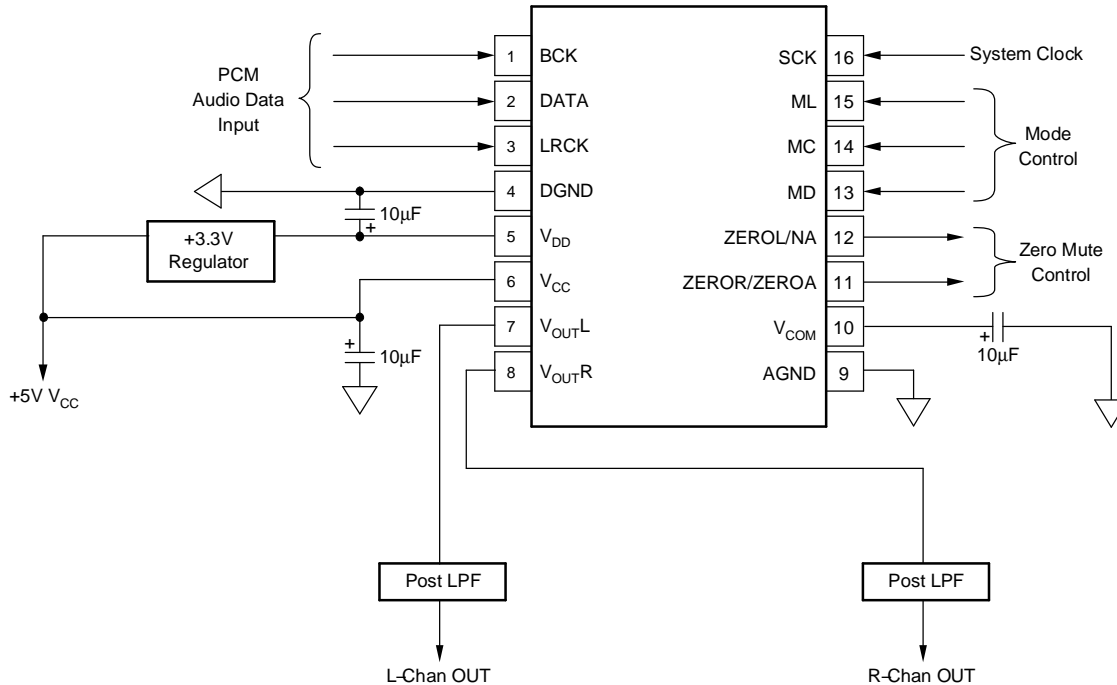 PCM
Audio Data
Input
1 BCK
2 DATA
3 LRCK
4 DGND
5 VDD
6 VCC
7 VOUTL
8 VOUTR
SCK 16
ML 15
MC 14
MD 13
ZEROL/NA 12
ZEROR/ZEROA 11
VCOM 10
AGND 9
System Clock
Mode
Control
Zero Mute
Control
10μF
+
+3.3V
Regulator
+
10μF
+5V VCC
+
10μF
Post LPF
L–Chan OUT
Post LPF
R–Chan OUT